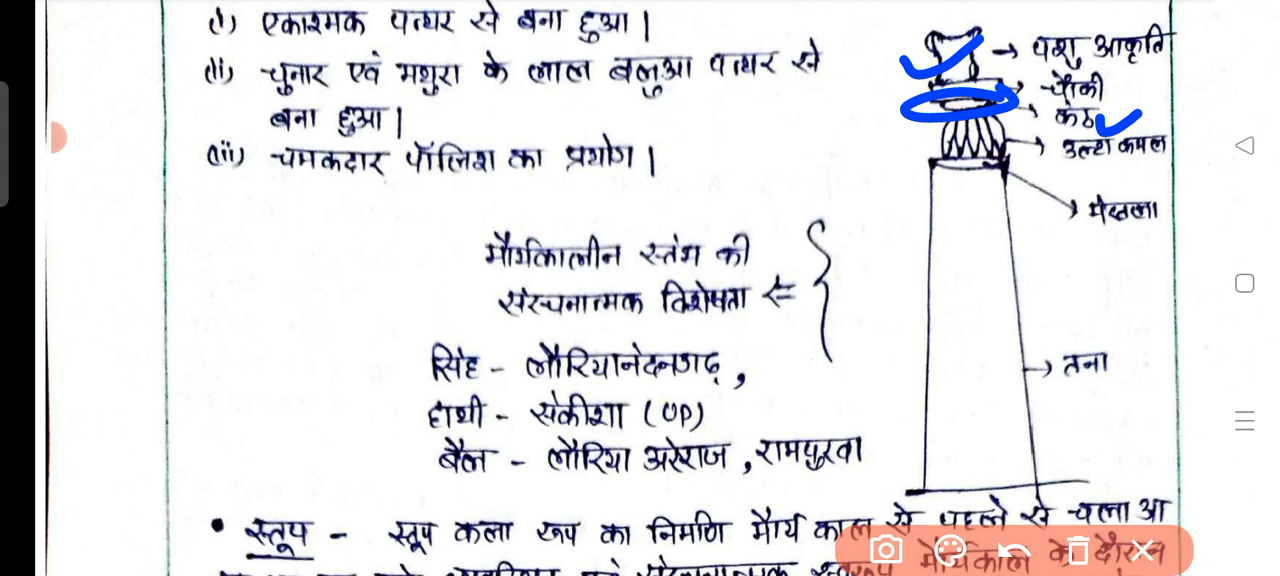 (i) एकाश्मक पत्थर से बना हुआ।
(ii) चुनार एवं मथुरा के लाल बलुआ पत्थर से
बना हुआ।
(iii) चमकदार पॉलिश का प्रयोग।
→ पशु आकृति
→ चौकी
→ कंठ
→ उल्टा कमल
→ मेखला
→ तना
मौर्यकालीन स्तंभ की
संरचनात्मक विशेषता
सिंह - लौरियानंदनगढ़,
हाथी - संकीशा (UP)
बैल - लौरिया अरेराज, रामपुरवा
• स्तूप - स्तूप कला रूप का निर्माण मौर्य काल से पहले से चला आ
मौर्यकाल के दौरान